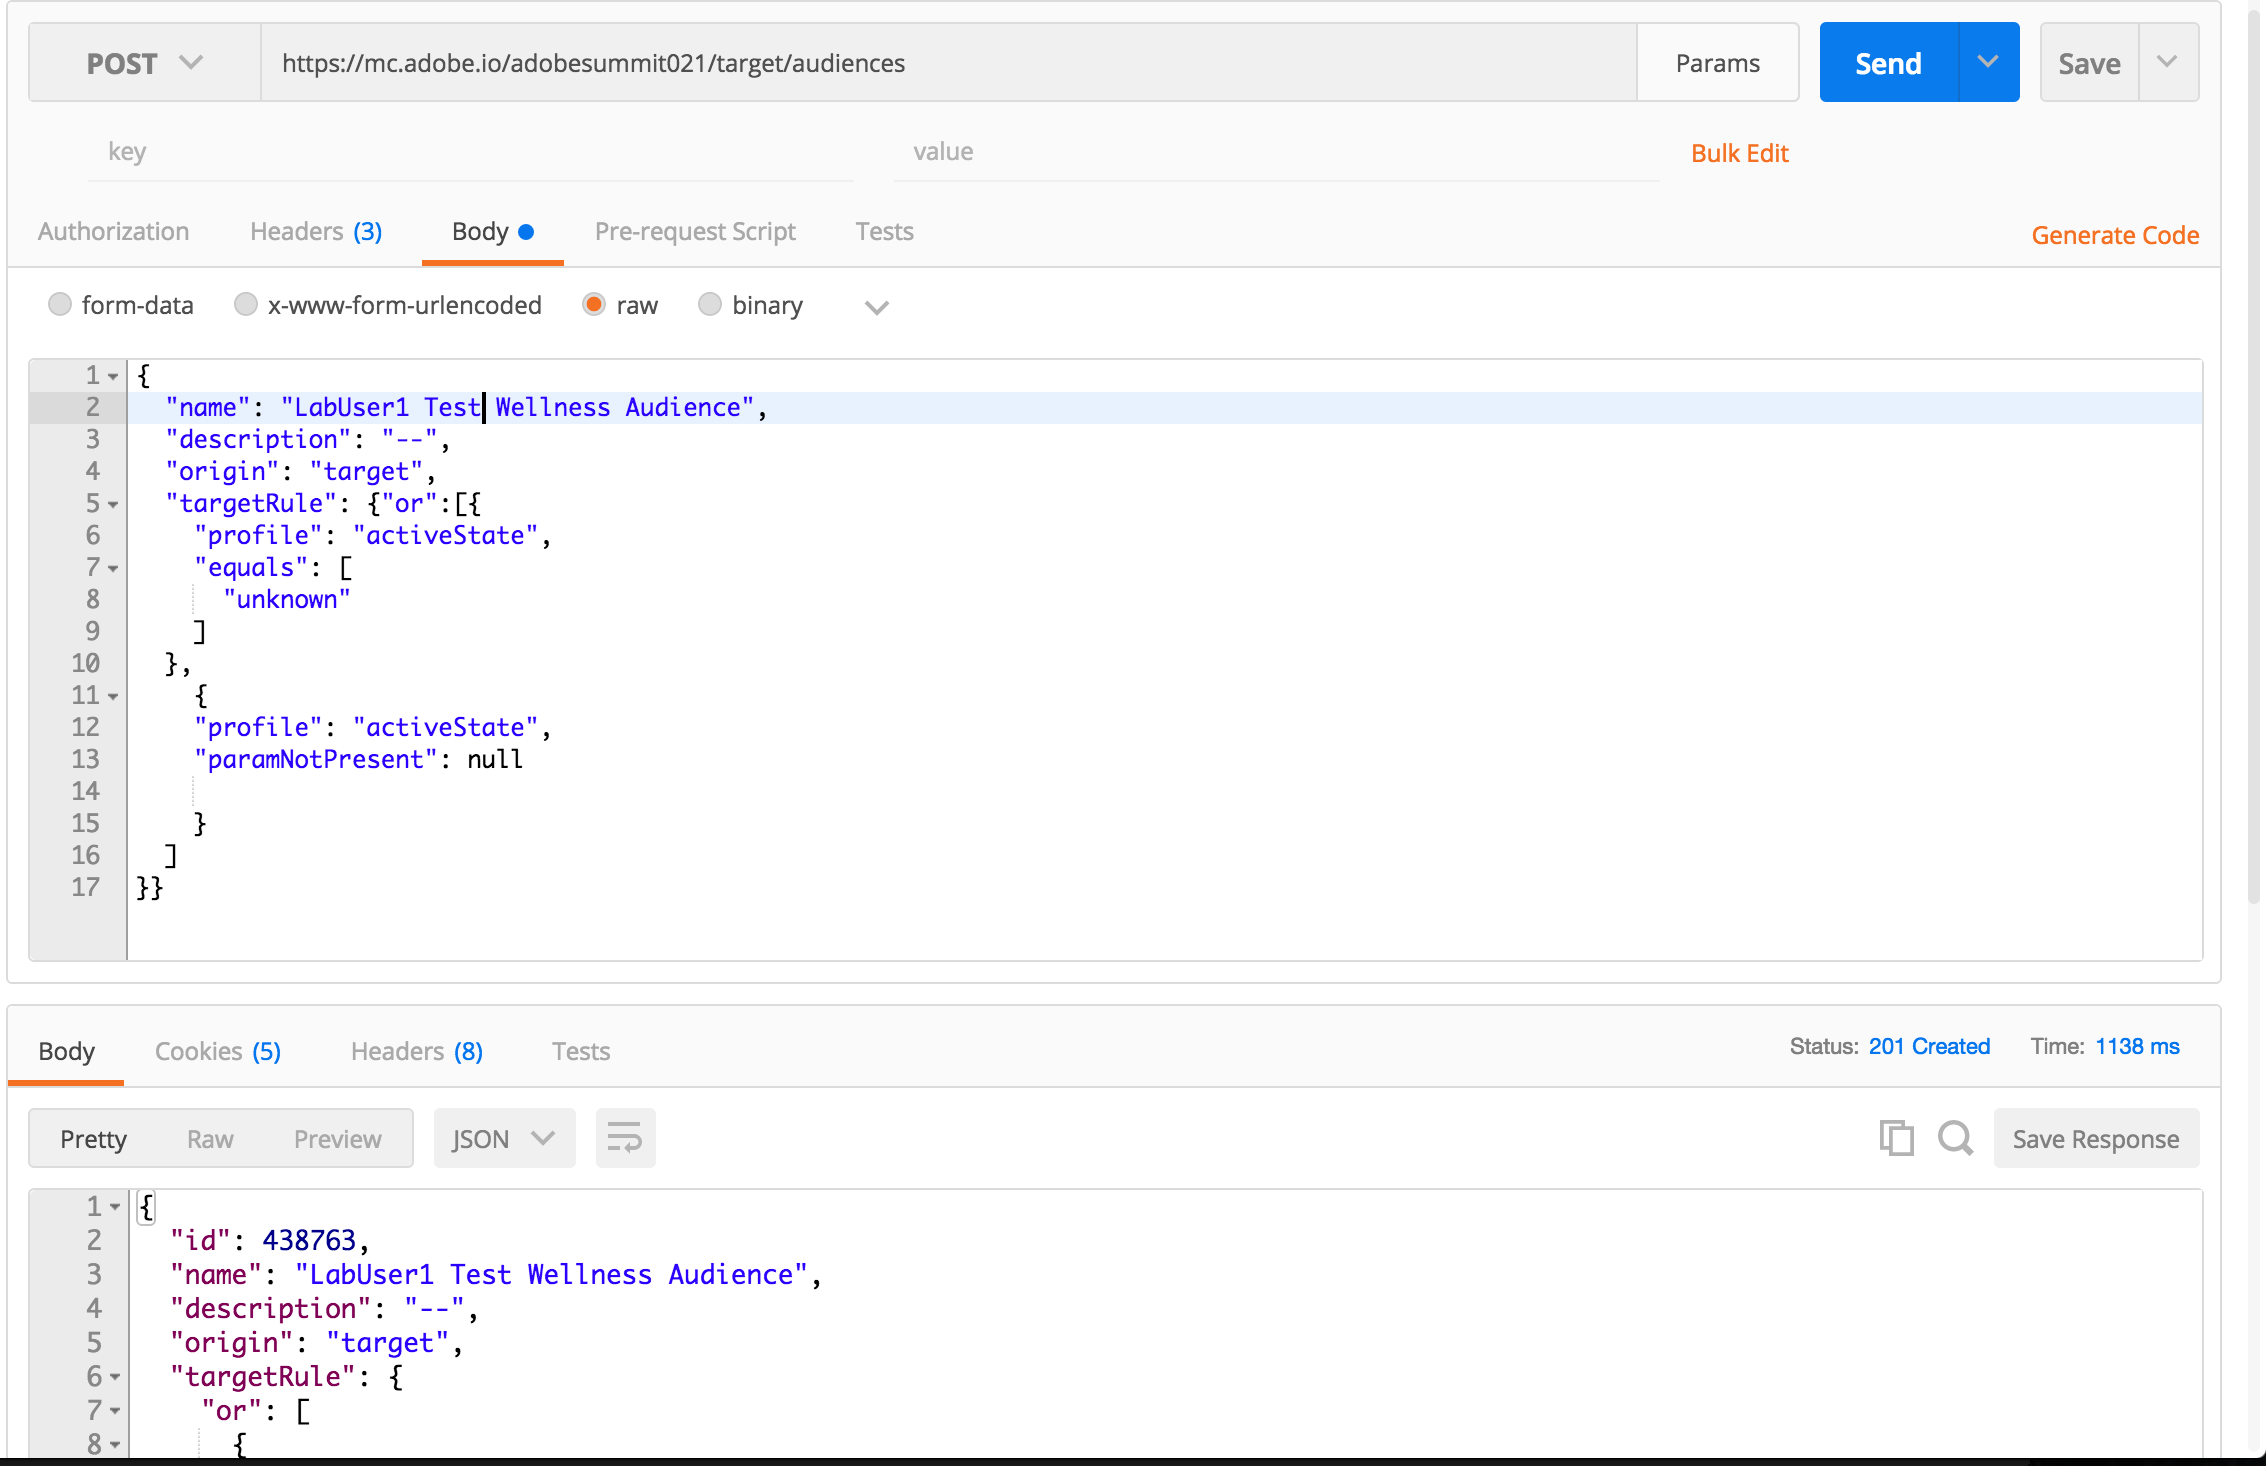 POST https://mc.adobe.io/adobesummit021/target/audiences Params Send Save
key value Bulk Edit
Authorization Headers (3) Body Pre-request Script Tests Generate Code
form-data x-www-form-urlencoded raw binary
1 {
2 "name": "LabUser1 Test Wellness Audience",
3 "description": "--",
4 "origin": "target",
5 "targetRule": {"or":[{
6 "profile": "activeState",
7 "equals": [
8 "unknown"
9 ]
10 },
11 {
12 "profile": "activeState",
13 "paramNotPresent": null
14
15 }
16 ]
17 }}
Body Cookies (5) Headers (8) Tests Status: 201 Created Time: 1138 ms
Pretty Raw Preview JSON Save Response
1 {
2 "id": 438763,
3 "name": "LabUser1 Test Wellness Audience",
4 "description": "--",
5 "origin": "target",
6 "targetRule": {
7 "or": [
8 {